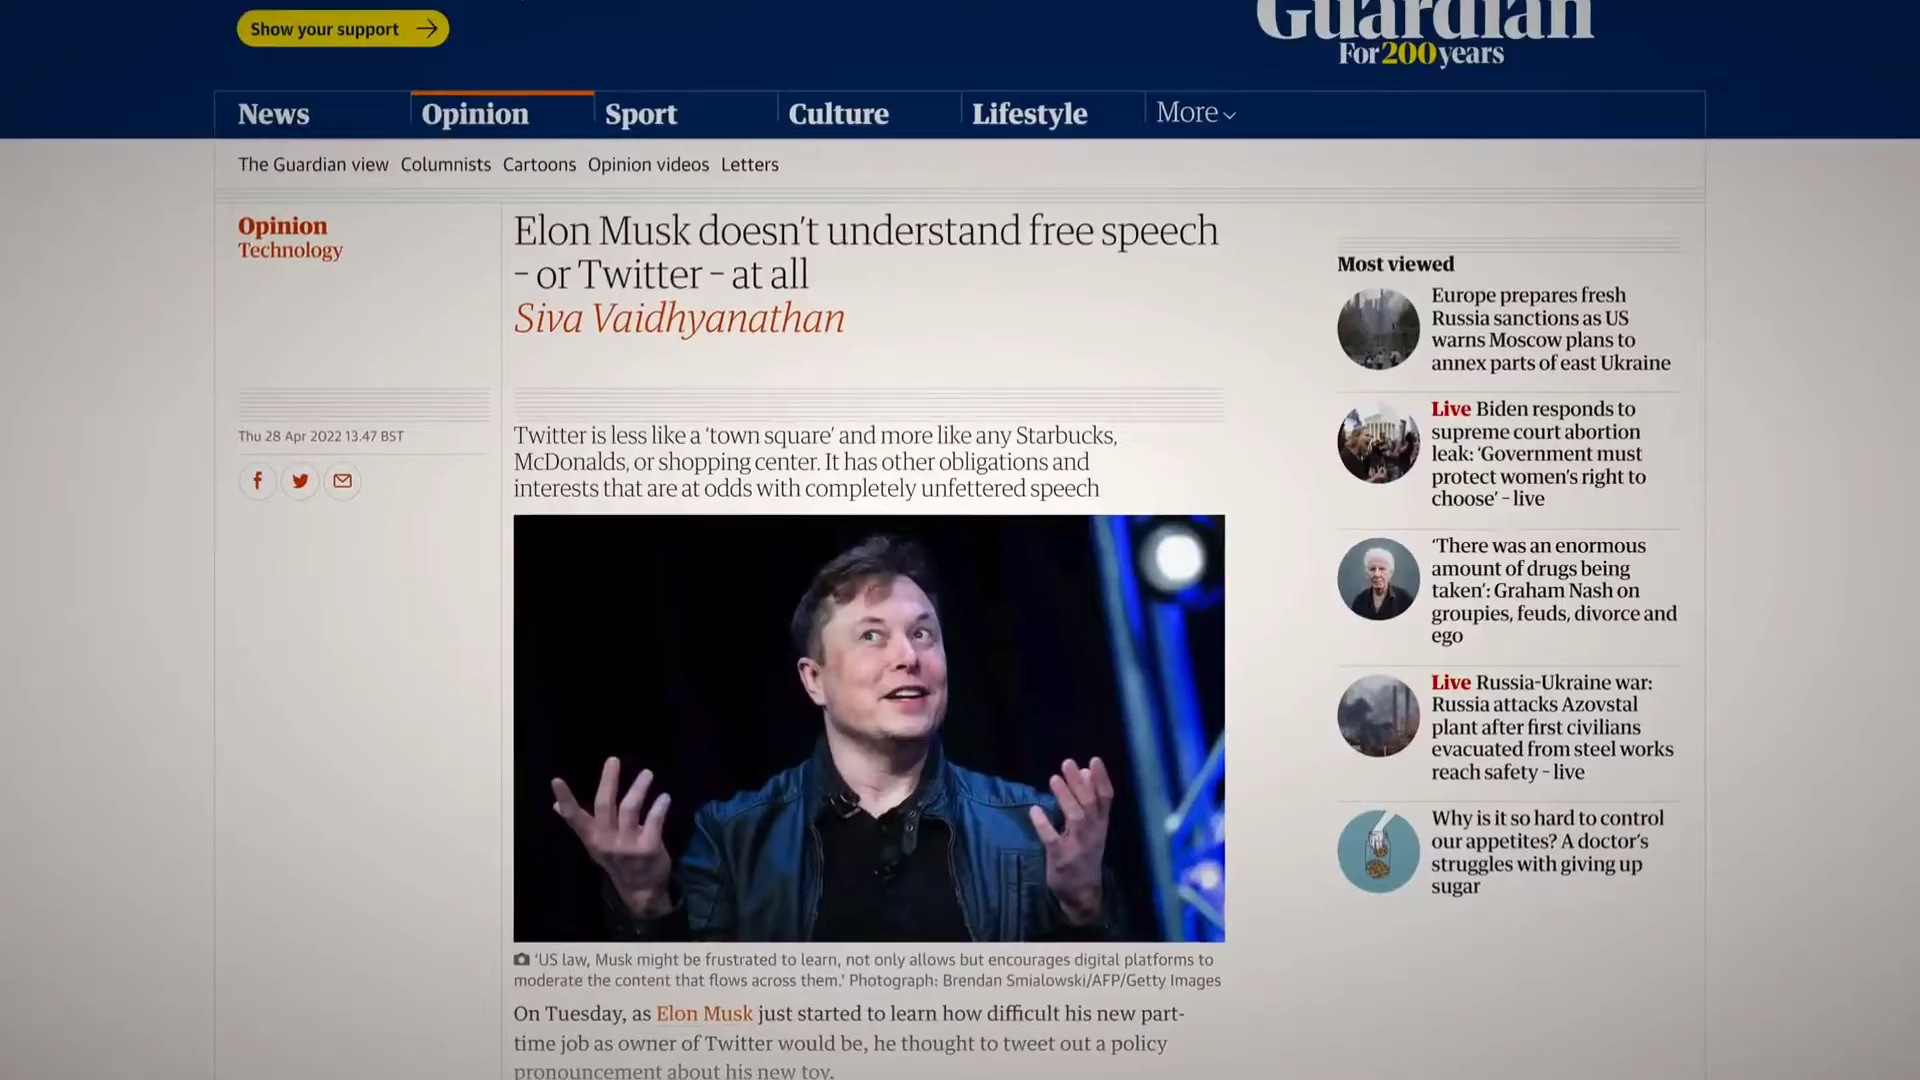 Show your support
Guardian
For 200 years
News
Opinion
Sport
Culture
Lifestyle
More
The Guardian view
Columnists
Cartoons
Opinion videos
Letters
Opinion
Technology
Elon Musk doesn't understand free speech
– or Twitter – at all
Siva Vaidhyanathan
Thu 28 Apr 2022 13.47 BST
Twitter is less like a 'town square' and more like any Starbucks,
McDonalds, or shopping center. It has other obligations and
interests that are at odds with completely unfettered speech
'US law, Musk might be frustrated to learn, not only allows but encourages digital platforms to
moderate the content that flows across them.' Photograph: Brendan Smialowski/AFP/Getty Images
On Tuesday, as Elon Musk just started to learn how difficult his new part-
time job as owner of Twitter would be, he thought to tweet out a policy
pronouncement about his new toy.
Most viewed
Europe prepares fresh
Russia sanctions as US
warns Moscow plans to
annex parts of east Ukraine
Live Biden responds to
supreme court abortion
leak: 'Government must
protect women's right to
choose' – live
'There was an enormous
amount of drugs being
taken': Graham Nash on
groupies, feuds, divorce and
ego
Live Russia-Ukraine war:
Russia attacks Azovstal
plant after first civilians
evacuated from steel works
reach safety – live
Why is it so hard to control
our appetites? A doctor's
struggles with giving up
sugar